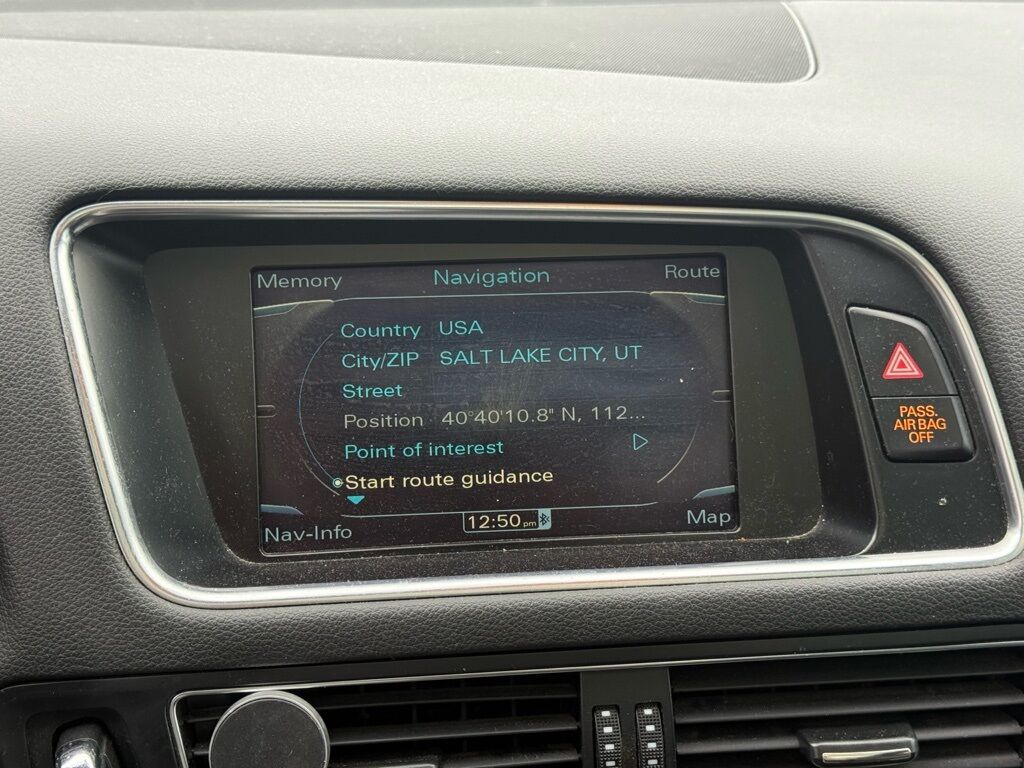 Memory Navigation Route
Country USA
City/ZIP SALT LAKE CITY, UT
Street
Position 40°40'10.8" N, 112...
Point of interest
Start route guidance
Nav-Info 12:50 pm Map
PASS.
AIR BAG
OFF